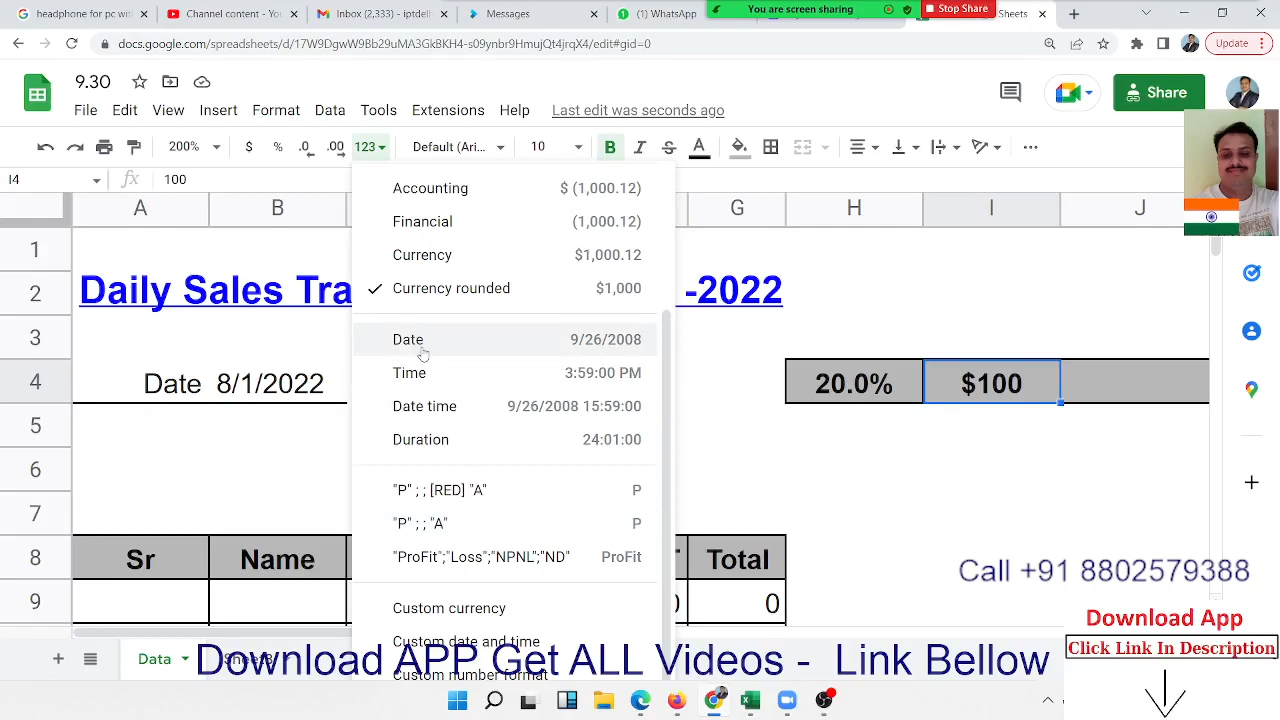 headphone for pc with
Channel content - You
Inbox (2,333) - iptdell
Messages
(1) WhatsApp
You are screen sharing
Stop Share
Sheets
docs.google.com/spreadsheets/d/17W9DgwW9Bb29uM
edit#gid=0
Update
9.30
File Edit View Insert Format Data Tools Extensions Help Last edit was seconds ago
Share
200% $ % .0 .00 123 Default (Ari... 10 B I S A
I4 fx 100
A B G H I J
Accounting $ (1,000.12)
Financial (1,000.12)
Currency $1,000.12
Currency rounded $1,000
Date 9/26/2008
Time 3:59:00 PM
Date time 9/26/2008 15:59:00
Duration 24:01:00
"P" ; ; [RED] "A" P
"P" ; ; "A" P
"ProFit";"Loss";"NPNL";"ND" ProFit
Custom currency
Custom date and time
Custom number format
1
2 Daily Sales Tra -2022
3
4 Date 8/1/2022 20.0% $100
5
6
7
8 Sr Name Total
9 0 0
Call +91 8802579388
Download App
Click Link In Description
Data
Download APP Get ALL Videos - Link Bellow